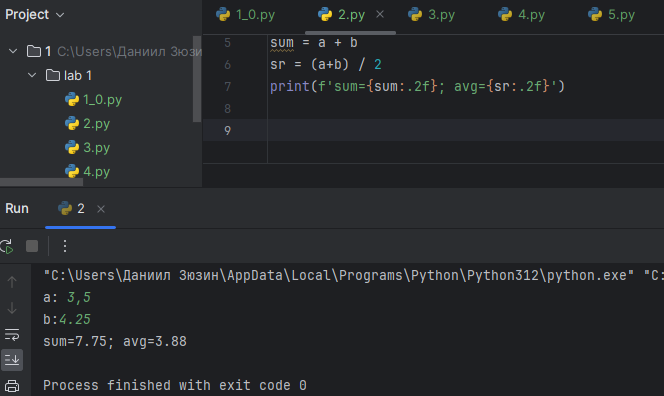 Project
1 C:\Users\Даниил Зюзин
lab 1
1_0.py
2.py
3.py
4.py
1_0.py 2.py 3.py 4.py 5.py
5 sum = a + b
6 sr = (a+b) / 2
7 print(f'sum={sum:.2f}; avg={sr:.2f}')
8
9
Run 2
"C:\Users\Даниил Зюзин\AppData\Local\Programs\Python\Python312\python.exe" "C:
a: 3,5
b:4.25
sum=7.75; avg=3.88
Process finished with exit code 0